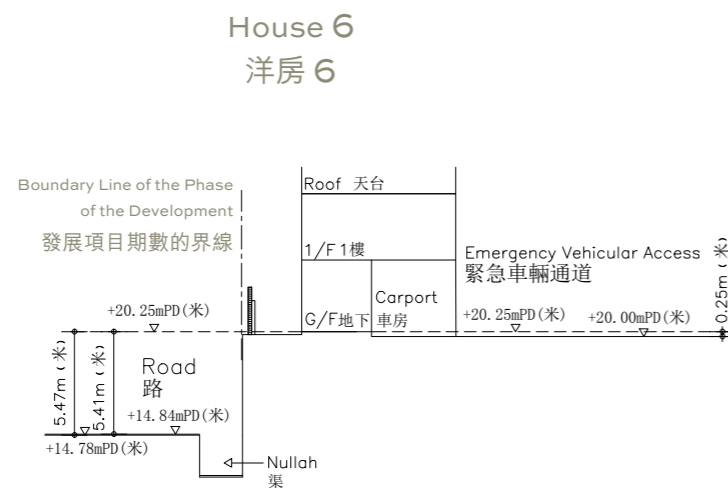 House 6
洋房 6
Boundary Line of the Phase
of the Development
發展項目期數的界線
Roof 天台
1/F 1樓
G/F地下
Carport
車房
Emergency Vehicular Access
緊急車輛通道
0.25m (米)
+20.25mPD(米)
+20.25mPD(米)
+20.00mPD(米)
5.47m (米)
5.41m (米)
Road
路
+14.84mPD(米)
+14.78mPD(米)
Nullah
渠